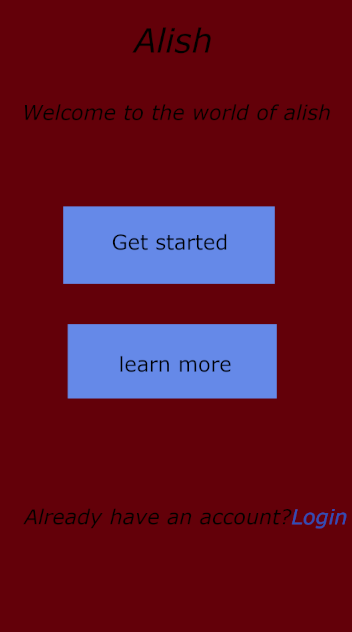 Alish
Welcome to the world of alish
Get started
learn more
Already have an account?Login